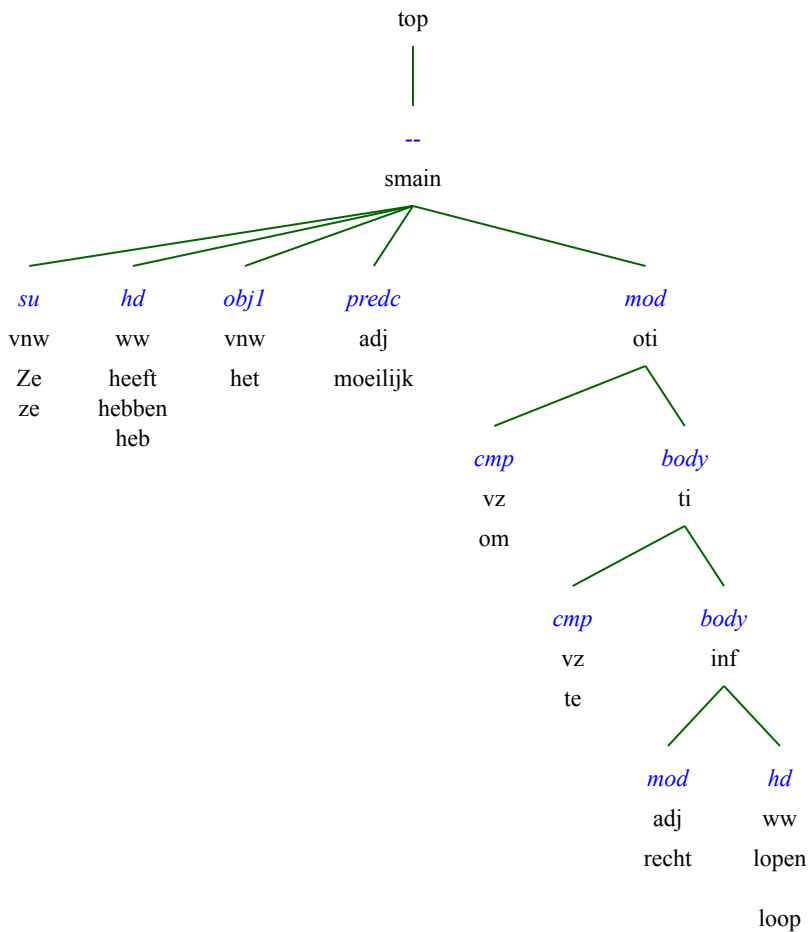 top
--
smain
su hd obj1 predc mod
vnw ww vnw adj oti
Ze heeft het moeilijk
ze hebben
heb
cmp body
vz ti
om
cmp body
vz inf
te
mod hd
adj ww
recht lopen
loop